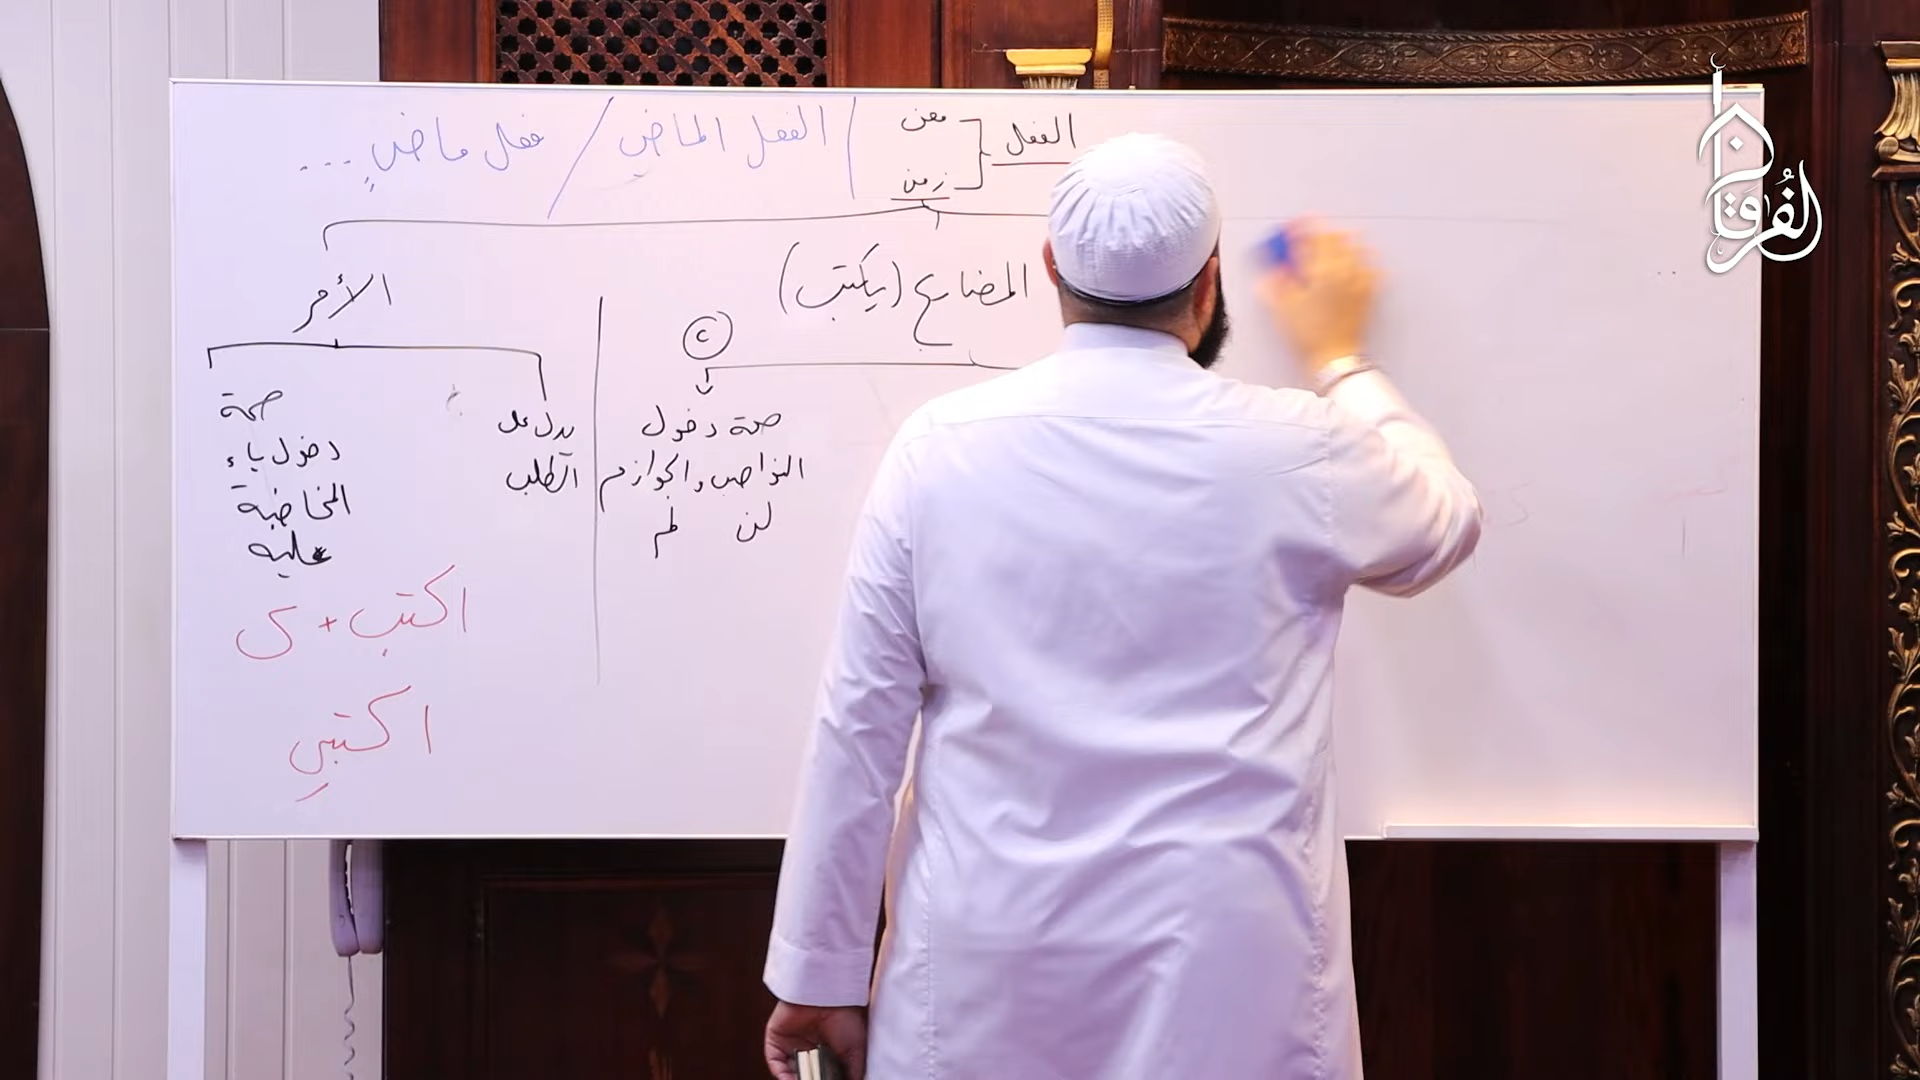 الفعل
معنى
زمن
الفعل الماضي / فعل ماضٍ ...
المضارع (يكتب)
٢
صحة دخول
النواصب والجوازم
لن لم
الأمر
يدل على
الطلب
صحة
دخول ياء
المخاطبة
عليه
اكتب + ي
اكتبي
الفرقان